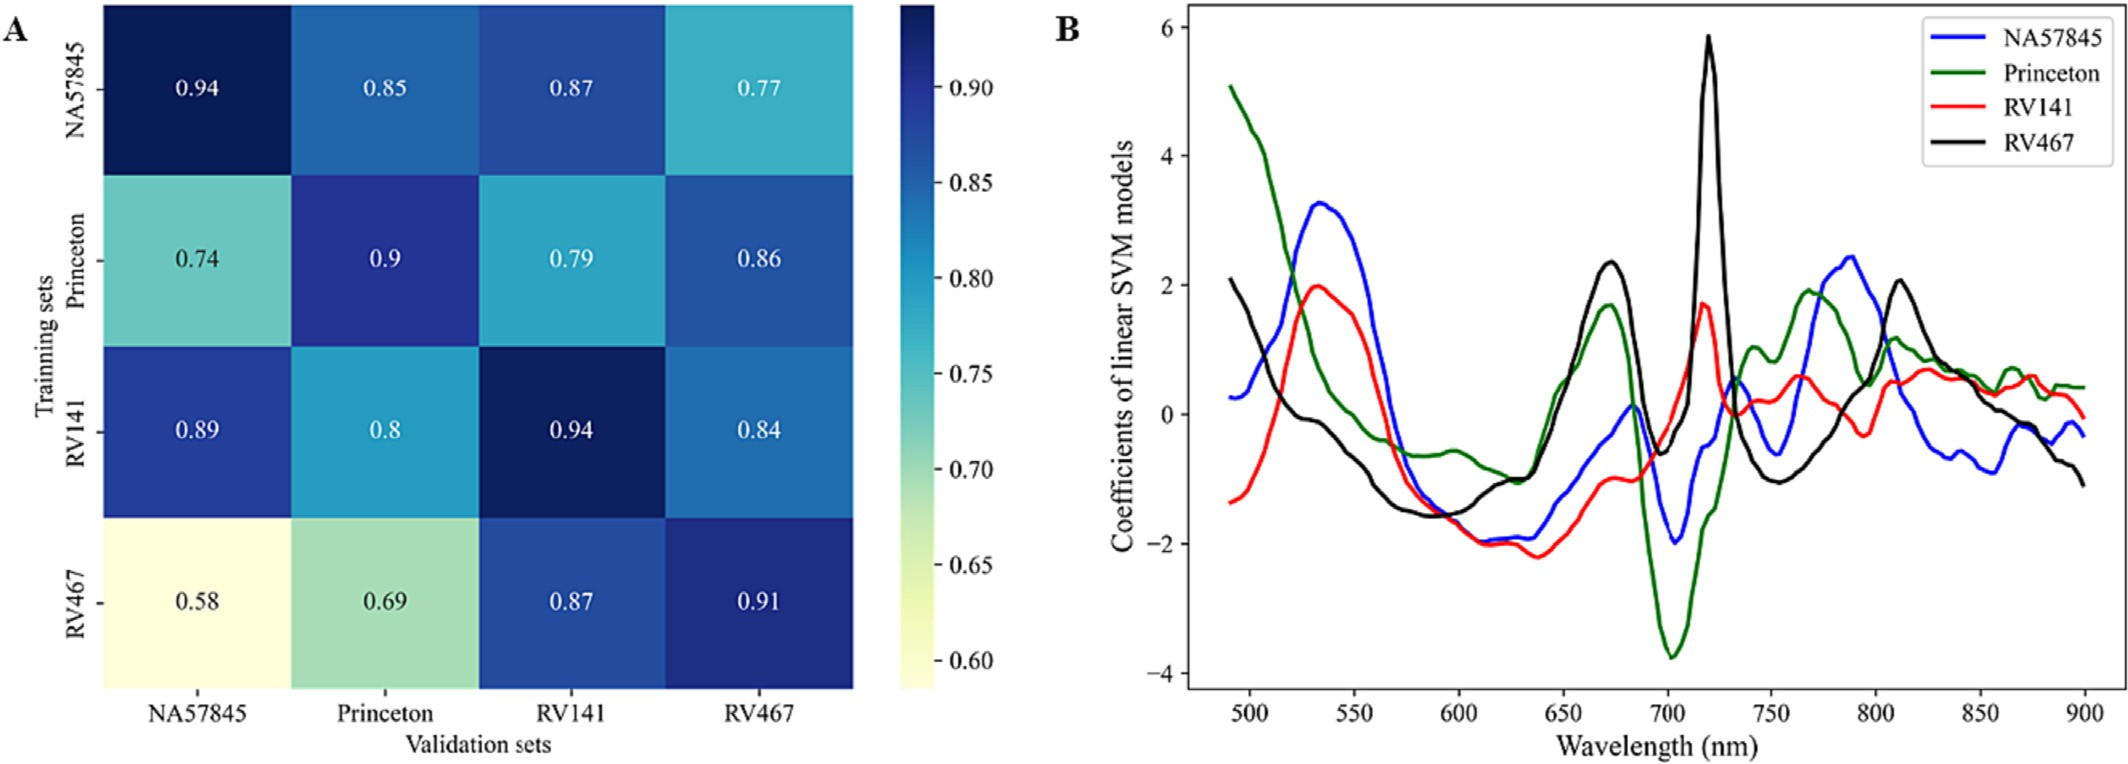 A
NA57845
Princeton
RV141
RV467
Trainning sets
0.94 0.85 0.87 0.77
0.74 0.9 0.79 0.86
0.89 0.8 0.94 0.84
0.58 0.69 0.87 0.91
NA57845 Princeton RV141 RV467
Validation sets
0.90
0.85
0.80
0.75
0.70
0.65
0.60
B
Coefficients of linear SVM models
6
4
2
0
−2
−4
NA57845
Princeton
RV141
RV467
500 550 600 650 700 750 800 850 900
Wavelength (nm)